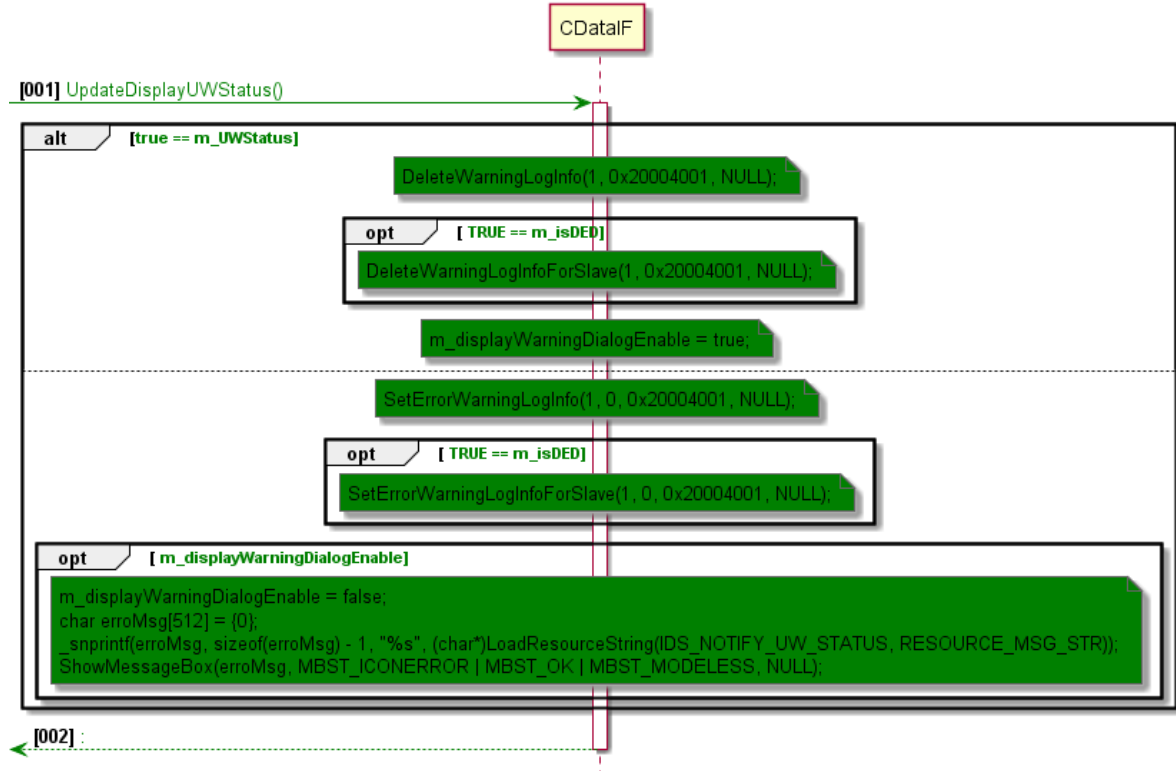 CDataIF
[001] UpdateDisplayUWStatus()
alt [true == m_UWStatus]
DeleteWarningLogInfo(1, 0x20004001, NULL);
opt [ TRUE == m_isDED]
DeleteWarningLogInfoForSlave(1, 0x20004001, NULL);
m_displayWarningDialogEnable = true;
SetErrorWarningLogInfo(1, 0, 0x20004001, NULL);
opt [ TRUE == m_isDED]
SetErrorWarningLogInfoForSlave(1, 0, 0x20004001, NULL);
opt [ m_displayWarningDialogEnable]
m_displayWarningDialogEnable = false;
char erroMsg[512] = {0};
_snprintf(erroMsg, sizeof(erroMsg) - 1, "%s", (char*)LoadResourceString(IDS_NOTIFY_UW_STATUS, RESOURCE_MSG_STR));
ShowMessageBox(erroMsg, MBST_ICONERROR | MBST_OK | MBST_MODELESS, NULL);
[002] :